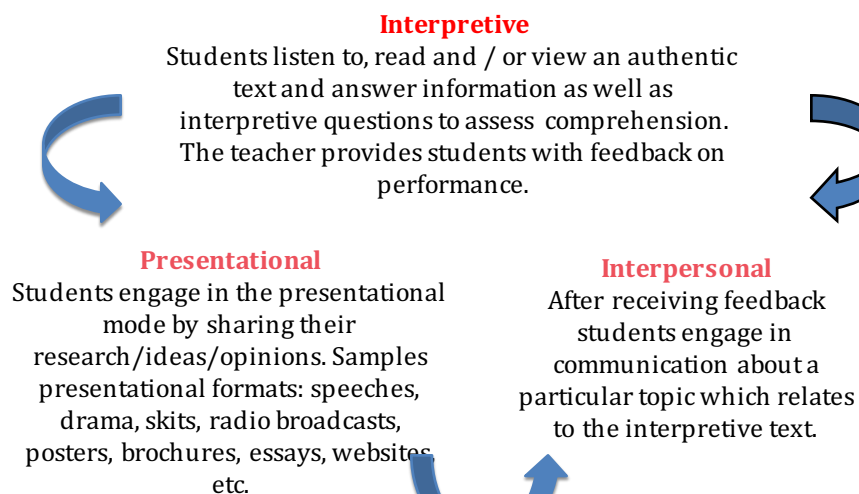 Interpretive
Students listen to, read and / or view an authentic
text and answer information as well as
interpretive questions to assess comprehension.
The teacher provides students with feedback on
performance.
Presentational
Students engage in the presentational
mode by sharing their
research/ideas/opinions. Samples
presentational formats: speeches,
drama, skits, radio broadcasts,
posters, brochures, essays, websites,
etc.
Interpersonal
After receiving feedback
students engage in
communication about a
particular topic which relates
to the interpretive text.